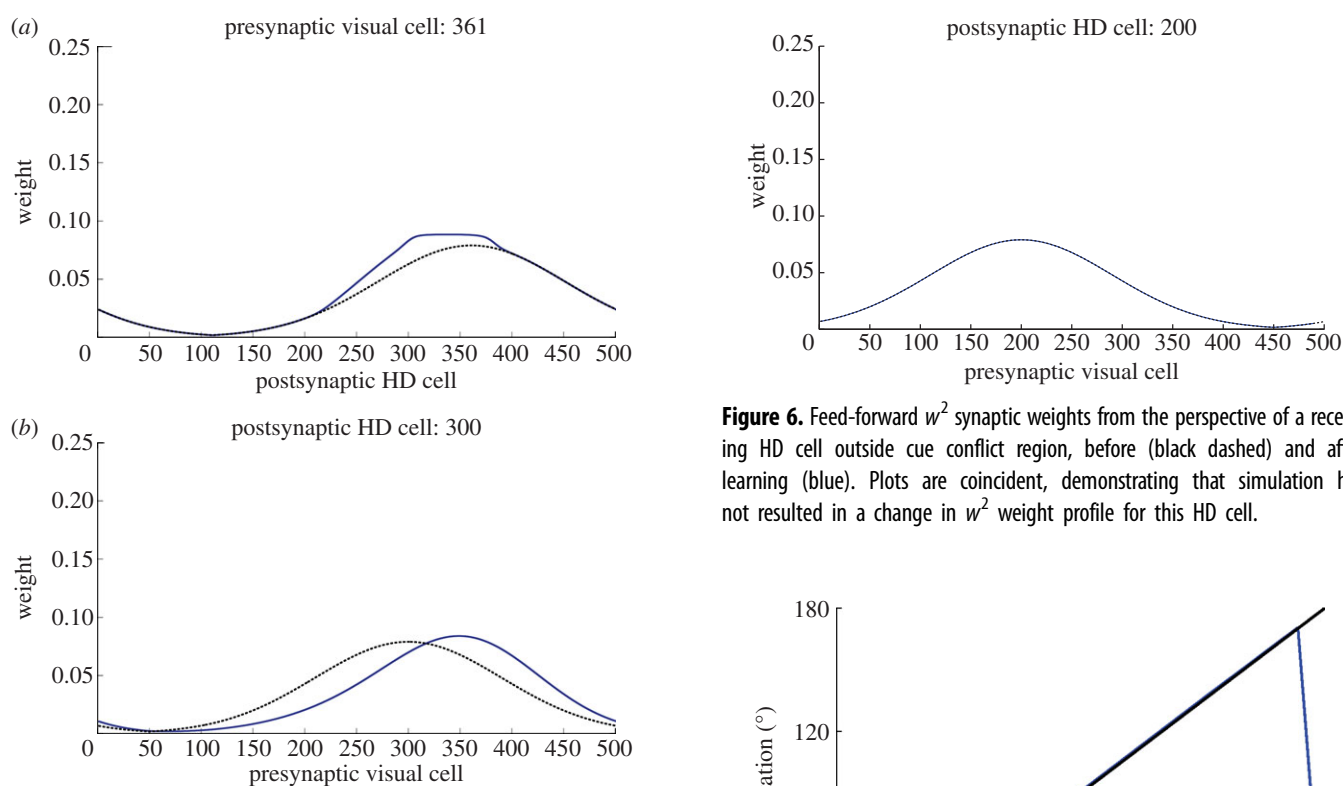 (a)
presynaptic visual cell: 361
0.25
0.20
0.15
0.10
0.05
weight
0 50 100 150 200 250 300 350 400 450 500
postsynaptic HD cell
(b)
postsynaptic HD cell: 300
0.25
0.20
0.15
0.10
0.05
weight
0 50 100 150 200 250 300 350 400 450 500
presynaptic visual cell
postsynaptic HD cell: 200
0.25
0.20
0.15
0.10
0.05
weight
0 50 100 150 200 250 300 350 400 450 500
presynaptic visual cell
Figure 6. Feed-forward w² synaptic weights from the perspective of a
ing HD cell outside cue conflict region, before (black dashed) and
learning (blue). Plots are coincident, demonstrating that simulation
not resulted in a change in w² weight profile for this HD cell.
180
120
(°)